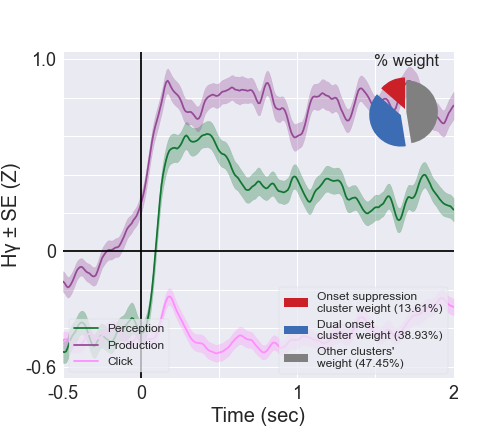 % weight
1.0
0
-0.6
Hγ ± SE (Z)
Perception
Production
Click
Onset suppression
cluster weight (13.61%)
Dual onset
cluster weight (38.93%)
Other clusters'
weight (47.45%)
-0.5
0
1
2
Time (sec)